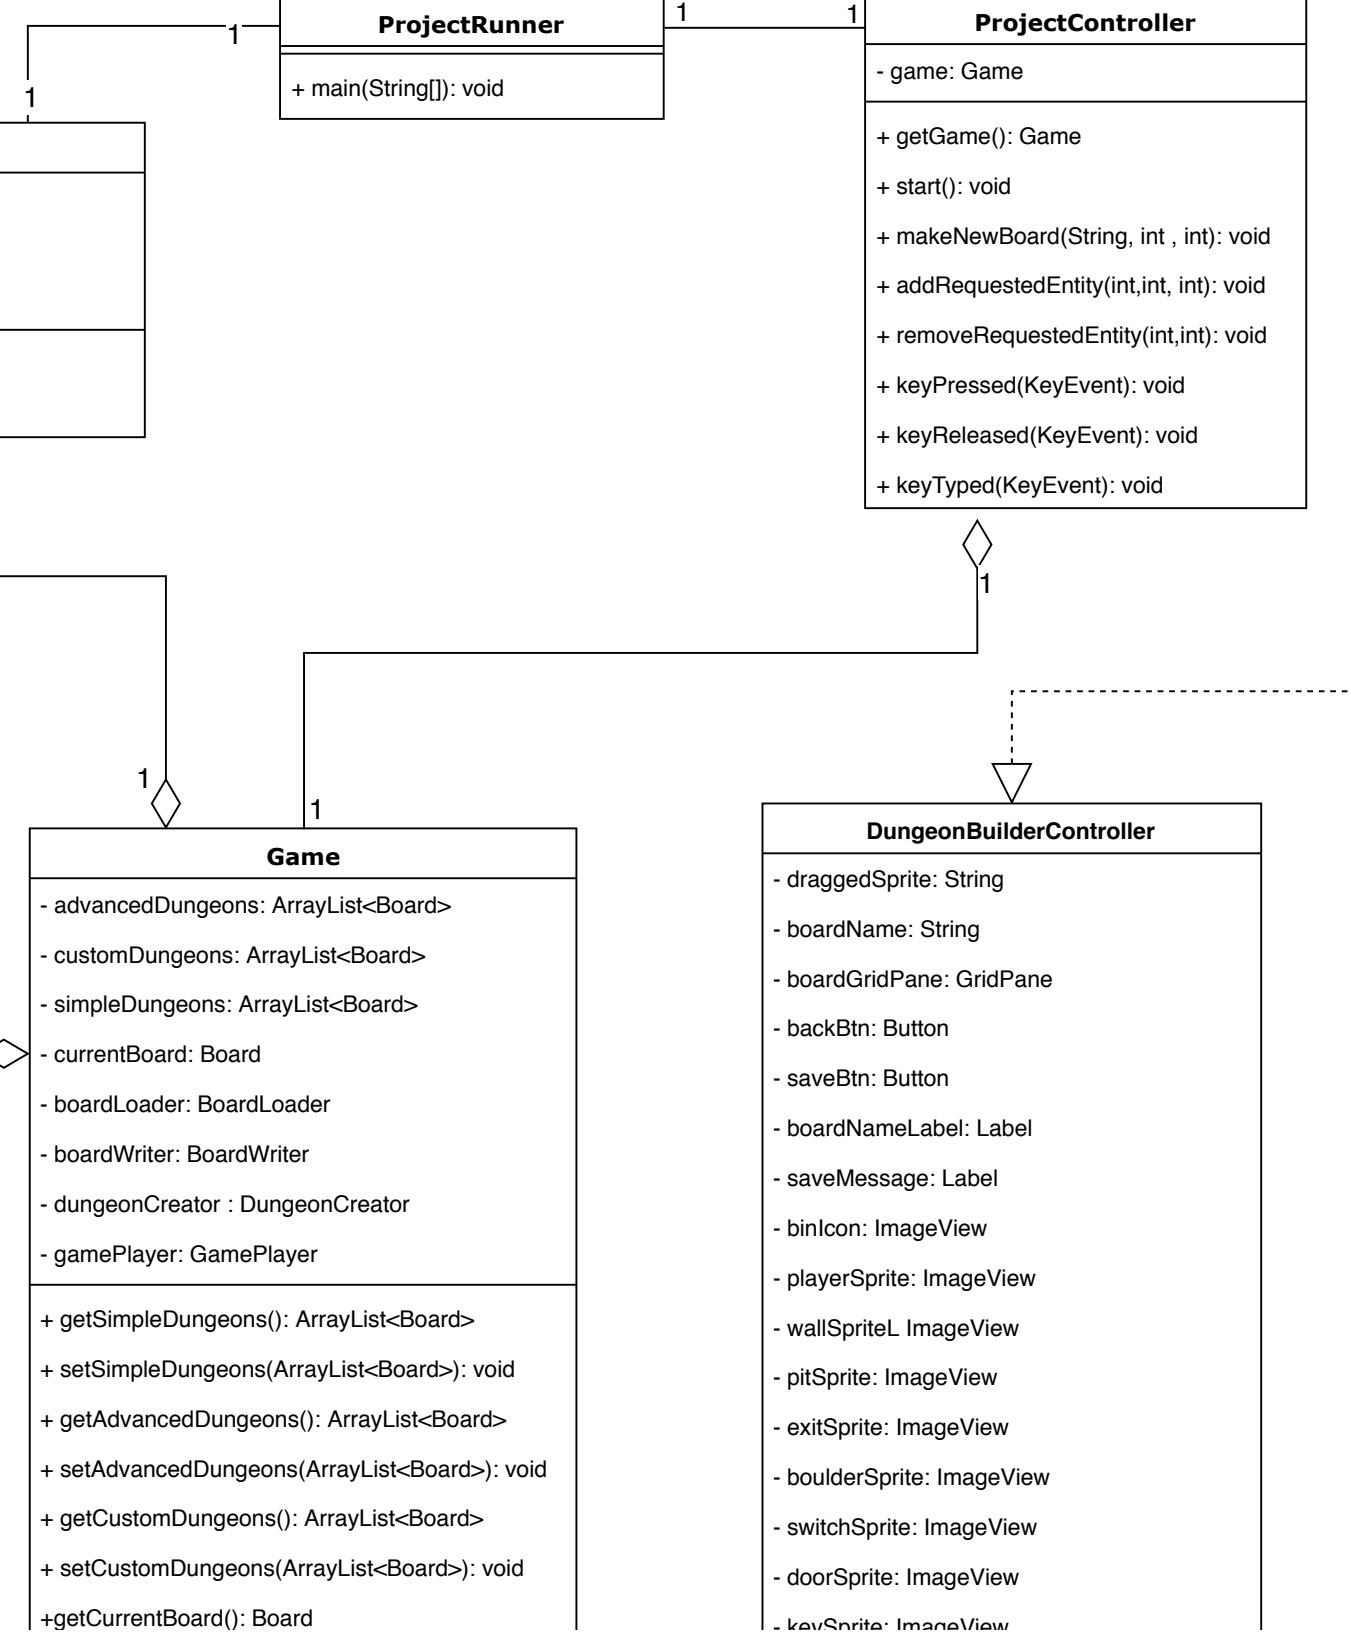 ProjectRunner
+ main(String[]): void
1
1
1
1
ProjectController
- game: Game
+ getGame(): Game
+ start(): void
+ makeNewBoard(String, int , int): void
+ addRequestedEntity(int,int, int): void
+ removeRequestedEntity(int,int): void
+ keyPressed(KeyEvent): void
+ keyReleased(KeyEvent): void
+ keyTyped(KeyEvent): void
1
1
1
Game
- advancedDungeons: ArrayList<Board>
- customDungeons: ArrayList<Board>
- simpleDungeons: ArrayList<Board>
- currentBoard: Board
- boardLoader: BoardLoader
- boardWriter: BoardWriter
- dungeonCreator : DungeonCreator
- gamePlayer: GamePlayer
+ getSimpleDungeons(): ArrayList<Board>
+ setSimpleDungeons(ArrayList<Board>): void
+ getAdvancedDungeons(): ArrayList<Board>
+ setAdvancedDungeons(ArrayList<Board>): void
+ getCustomDungeons(): ArrayList<Board>
+ setCustomDungeons(ArrayList<Board>): void
+getCurrentBoard(): Board
DungeonBuilderController
- draggedSprite: String
- boardName: String
- boardGridPane: GridPane
- backBtn: Button
- saveBtn: Button
- boardNameLabel: Label
- saveMessage: Label
- binIcon: ImageView
- playerSprite: ImageView
- wallSpriteL ImageView
- pitSprite: ImageView
- exitSprite: ImageView
- boulderSprite: ImageView
- switchSprite: ImageView
- doorSprite: ImageView
- keySprite: ImageView